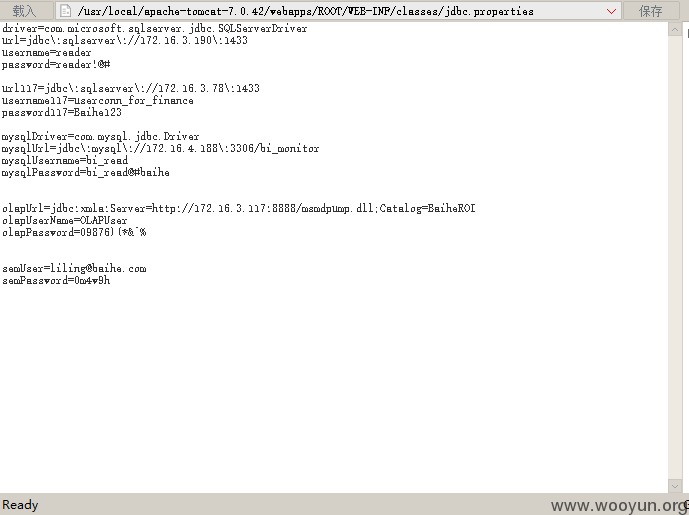 载入
/usr/local/apache-tomcat-7.0.42/webapps/ROOT/WEB-INF/classes/jdbc.properties
保存
driver=com.microsoft.sqlserver.jdbc.SQLServerDriver
url=jdbc\:sqlserver\://172.16.3.190\:1433
username=reader
password=reader!@#
url117=jdbc\:sqlserver\://172.16.3.78\:1433
username117=userconn_for_finance
password117=Baihe123
mysqlDriver=com.mysql.jdbc.Driver
mysqlUrl=jdbc\:mysql\://172.16.4.188\:3306/bi_monitor
mysqlUsername=bi_read
mysqlPassword=bi_read@#baihe
olapUrl=jdbc:xmla:Server=http://172.16.3.117:8888/msmdpump.dll;Catalog=BaiheROI
olapUserName=OLAPUser
olapPassword=09876)(*&^%
semUser=liling@baihe.com
semPassword=0m4v9h
Ready
www.wooyun.org